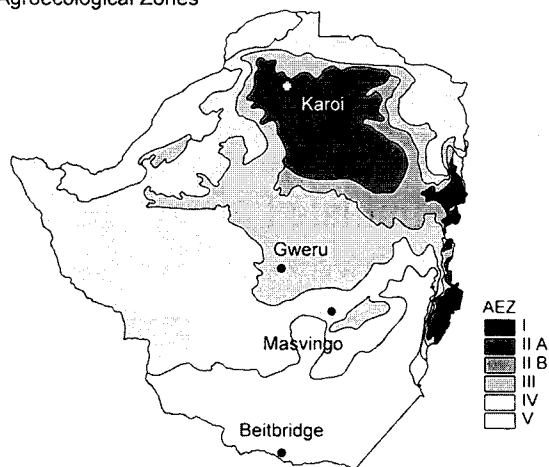 Agroecological Zones
Karoi
Gweru
Masvingo
Beitbridge
AEZ
I
II A
II B
III
IV
V